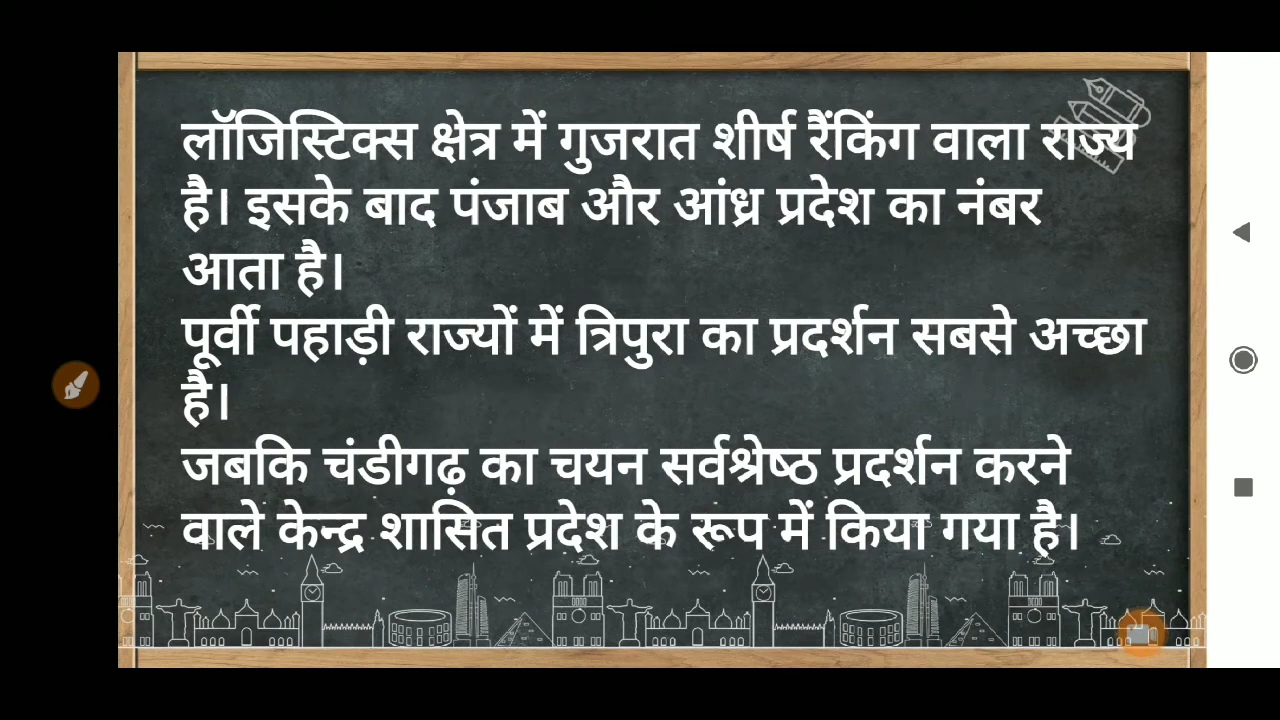 लॉजिस्टिक्स क्षेत्र में गुजरात शीर्ष रैंकिंग वाला राज्य
है। इसके बाद पंजाब और आंध्र प्रदेश का नंबर
आता है।
पूर्वी पहाड़ी राज्यों में त्रिपुरा का प्रदर्शन सबसे अच्छा
है।
जबकि चंडीगढ़ का चयन सर्वश्रेष्ठ प्रदर्शन करने
वाले केन्द्र शासित प्रदेश के रूप में किया गया है।